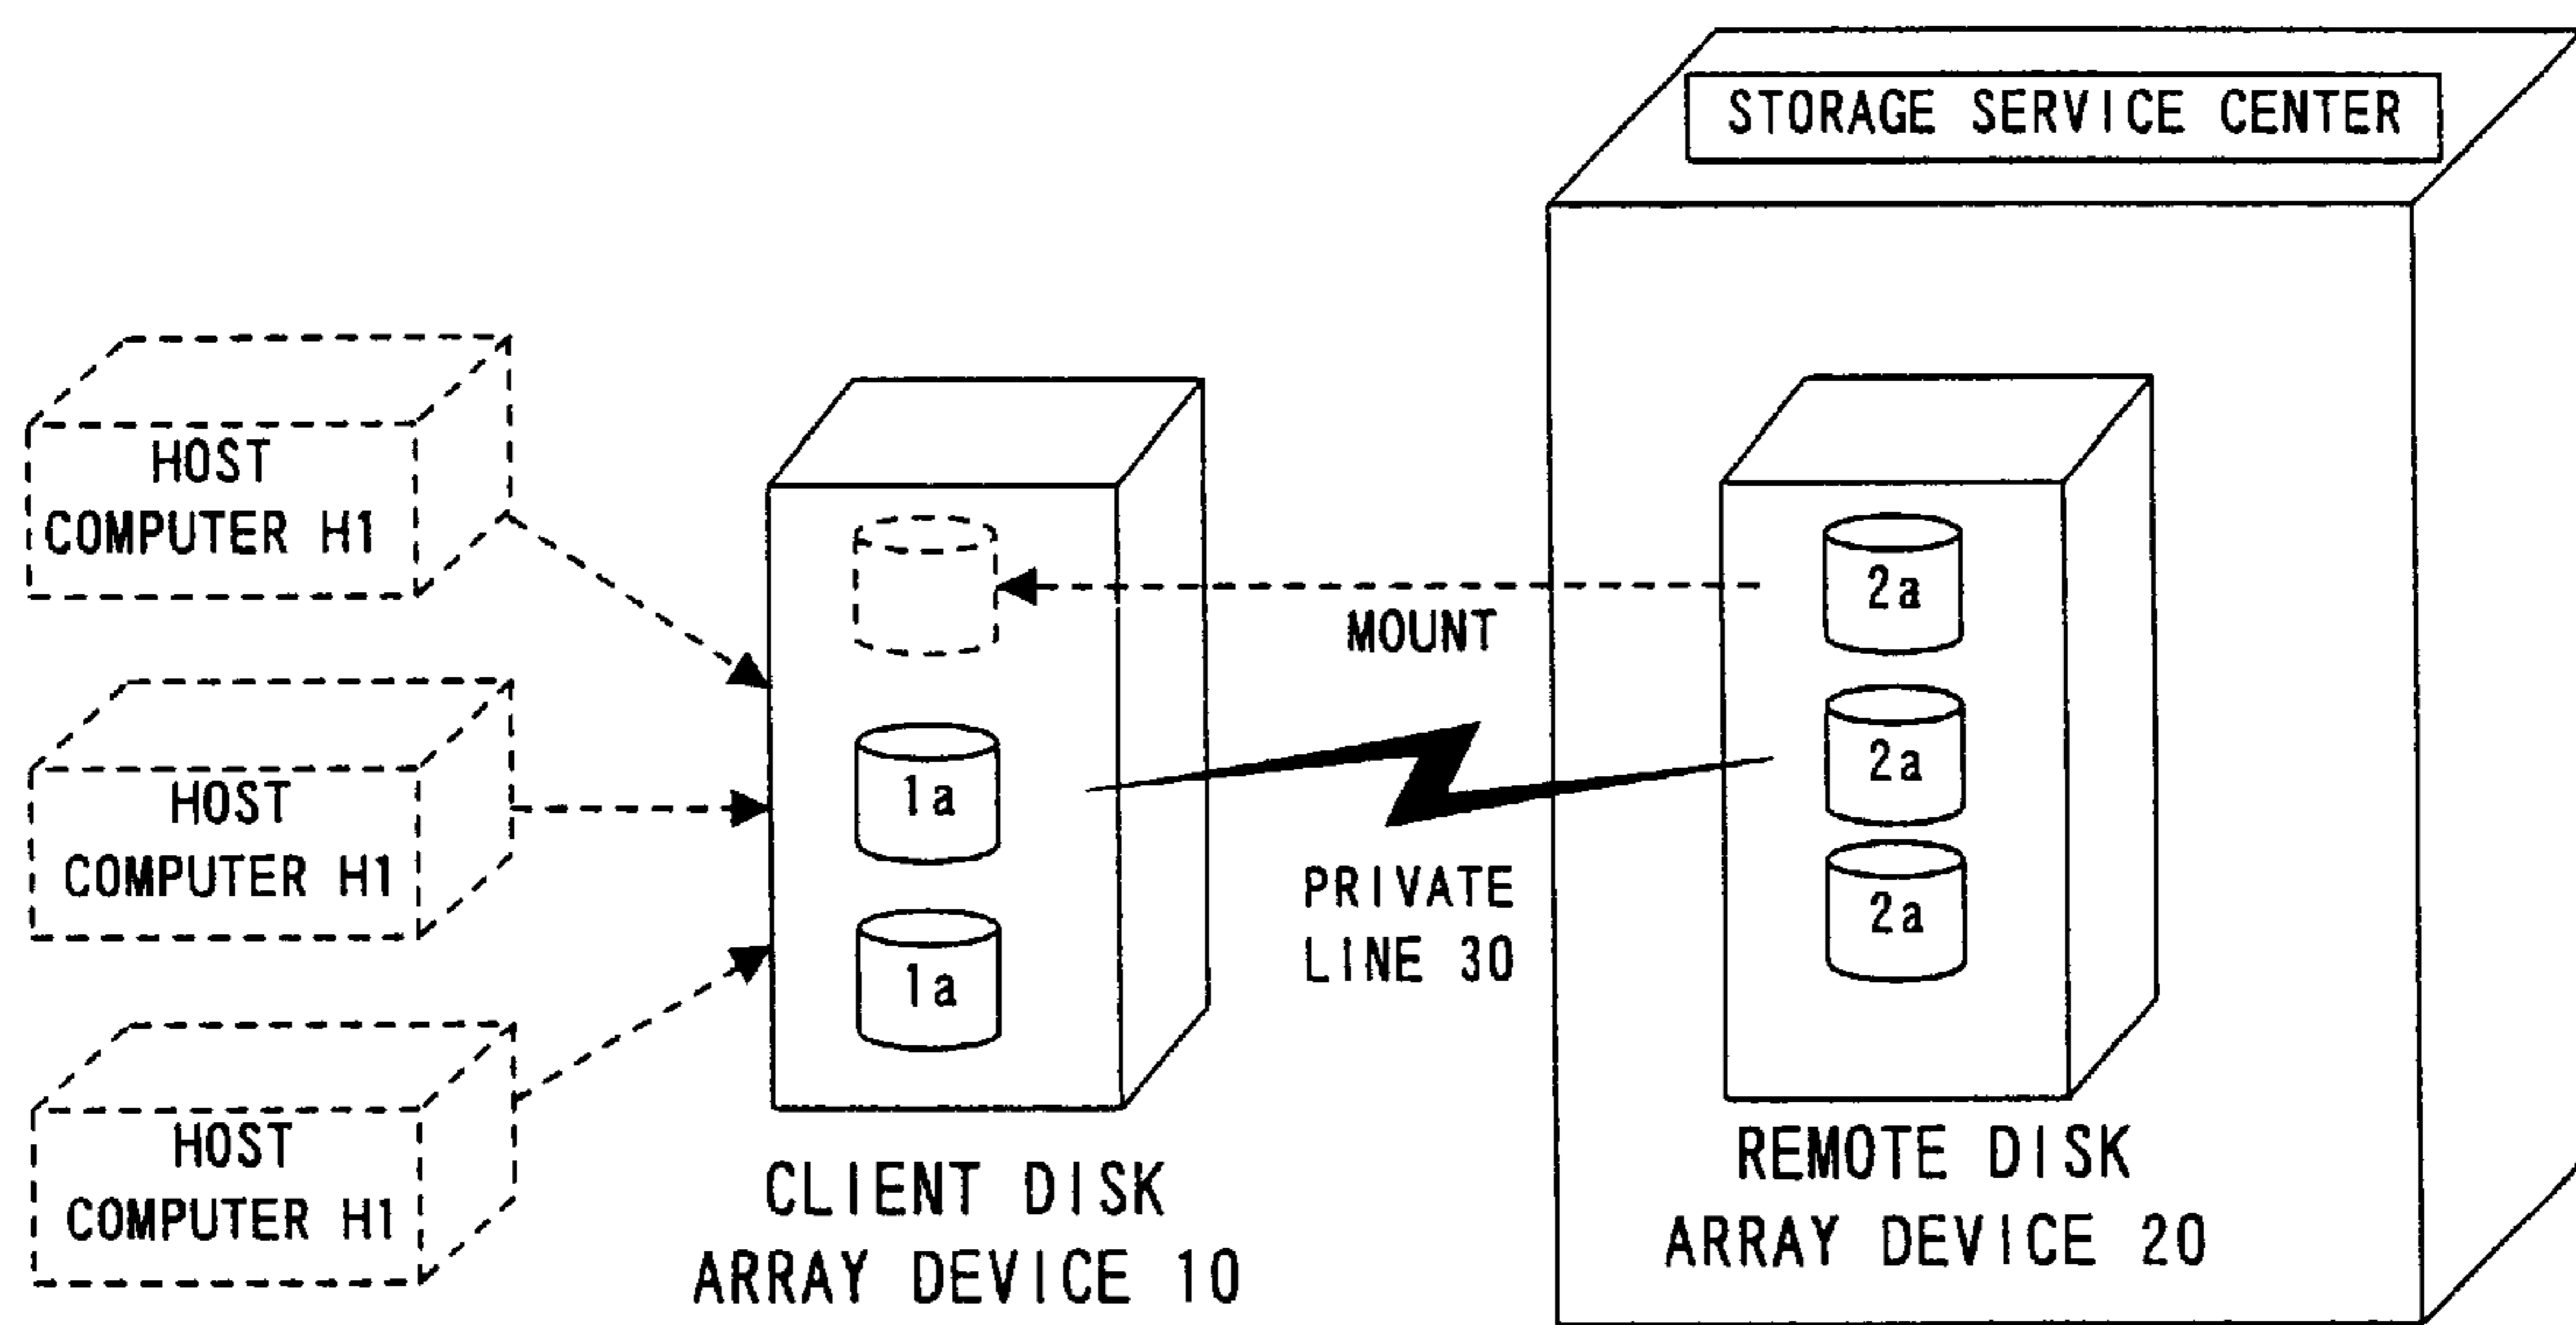 STORAGE SERVICE CENTER
HOST
COMPUTER H1
HOST
COMPUTER H1
HOST
COMPUTER H1
1a
1a
CLIENT DISK
ARRAY DEVICE 10
MOUNT
PRIVATE
LINE 30
2a
2a
2a
REMOTE DISK
ARRAY DEVICE 20